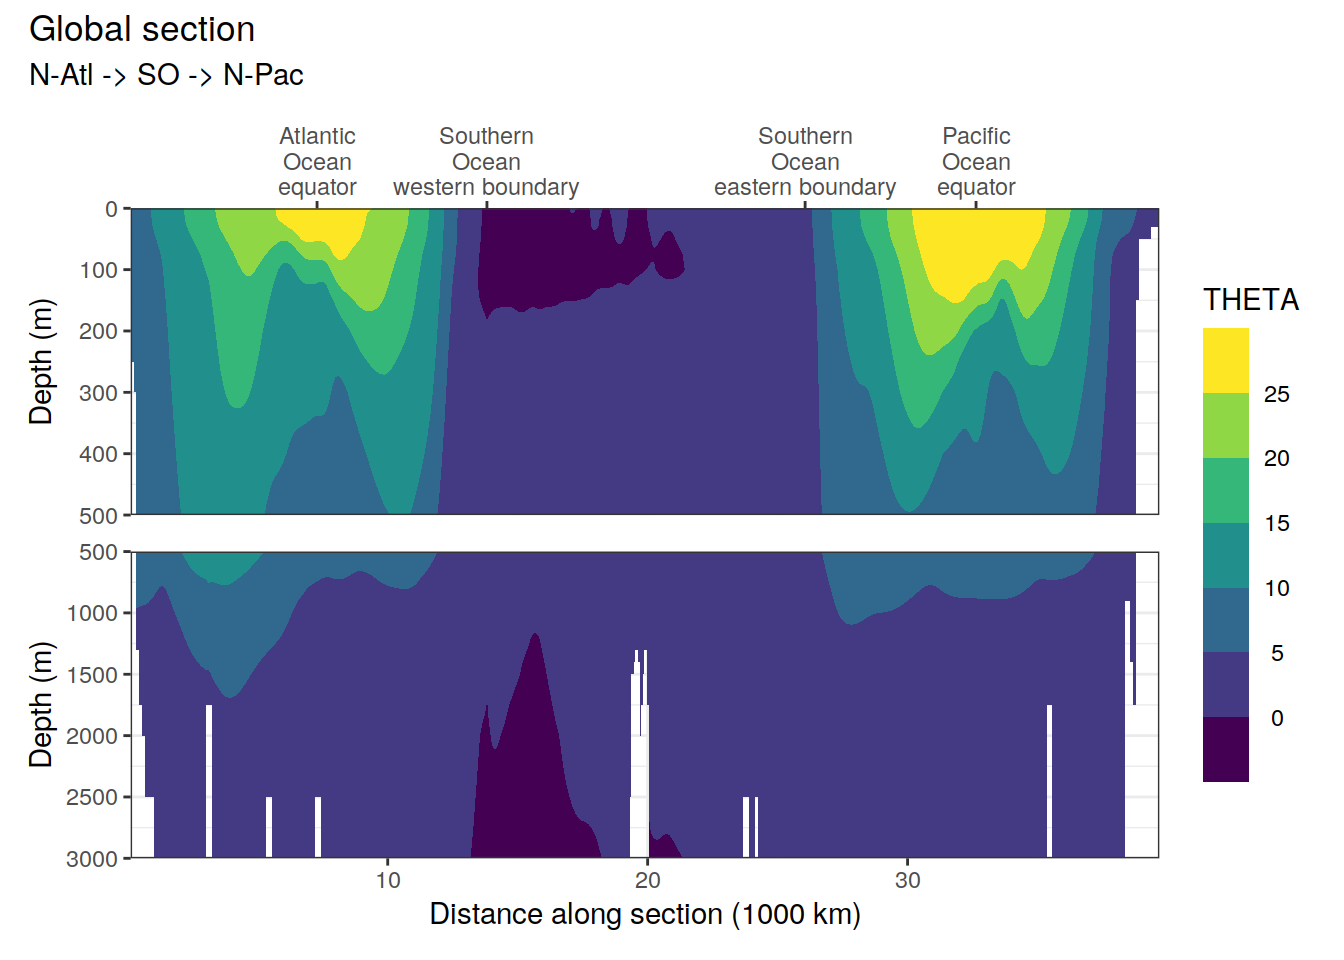 Global section
N-Atl -> SO -> N-Pac
Atlantic
Ocean
equator
Southern
Ocean
western boundary
Southern
Ocean
eastern boundary
Pacific
Ocean
equator
0
100
200
300
400
500
Depth (m)
500
1000
1500
2000
2500
3000
Depth (m)
10
20
30
Distance along section (1000 km)
THETA
25
20
15
10
5
0